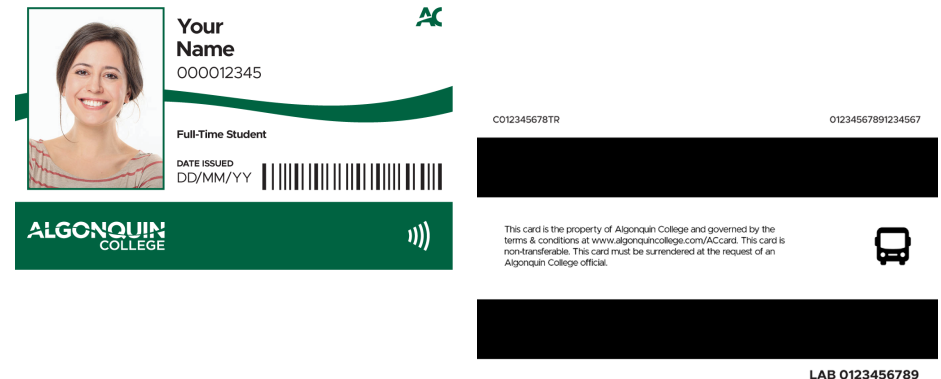 AC
Your
Name
000012345
Full-Time Student
DATE ISSUED
DD/MM/YY
ALGONQUIN
COLLEGE
C012345678TR 01234567891234567
This card is the property of Algonquin College and governed by the
terms & conditions at www.algonquincollege.com/ACcard. This card is
non-transferable. This card must be surrendered at the request of an
Algonquin College official.
LAB 0123456789